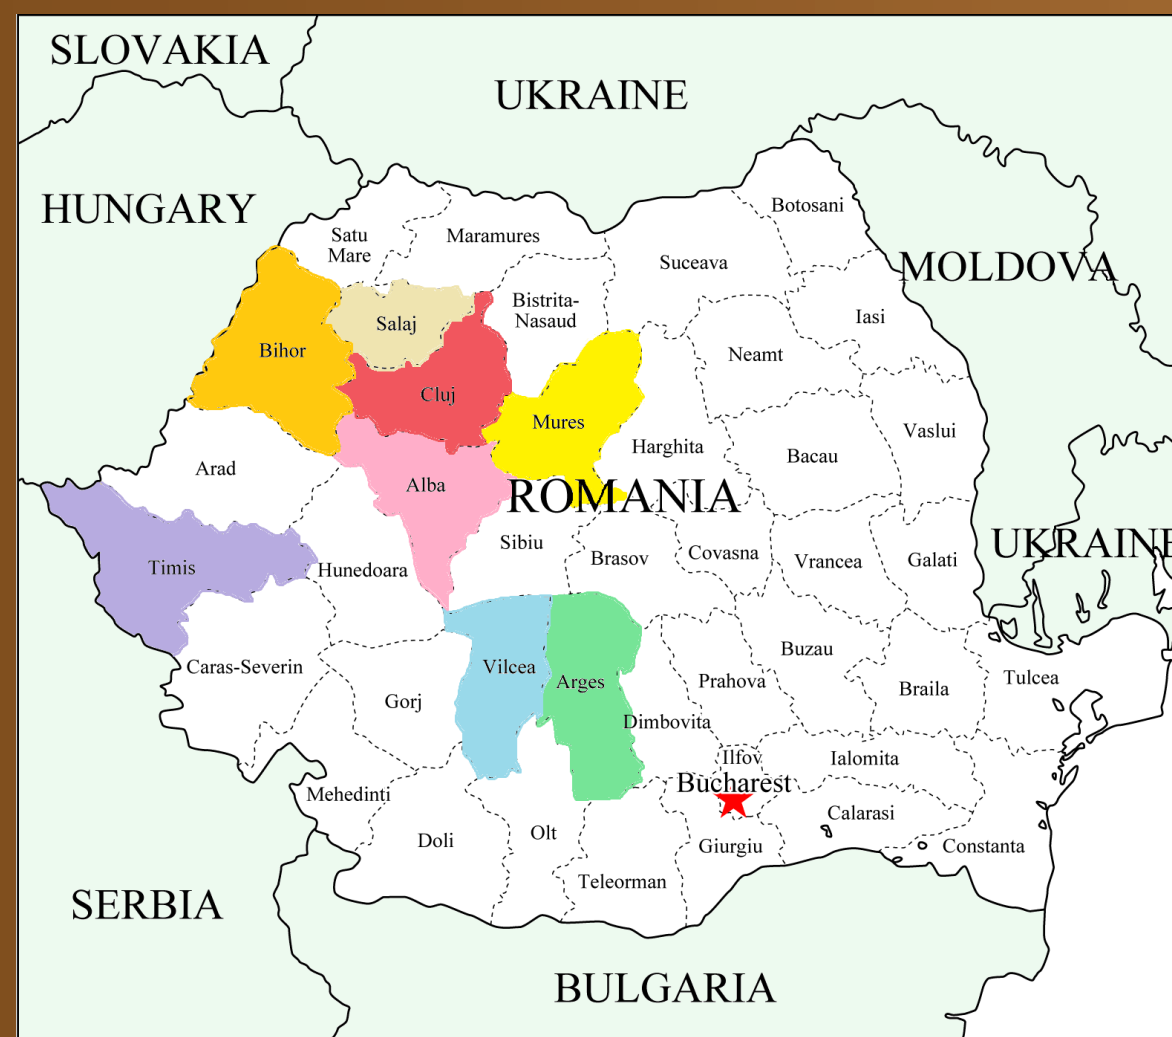 SLOVAKIA
UKRAINE
HUNGARY
Botosani
Satu
Mare
Maramures
Suceava
MOLDOVA
Bistrita-
Nasaud
Salaj
Iasi
Bihor
Neamt
Cluj
Mures
Vaslui
Harghita
Bacau
Arad
Alba
ROMANIA
Sibiu
Brasov
Covasna
Vrancea
Galati
UKRAINE
Timis
Hunedoara
Caras-Severin
Vilcea
Arges
Buzau
Prahova
Braila
Tulcea
Gorj
Dimbovita
Ilfov
Ialomita
Bucharest
Mehedinti
Calarasi
Doli
Olt
Giurgiu
Constanta
Teleorman
SERBIA
BULGARIA